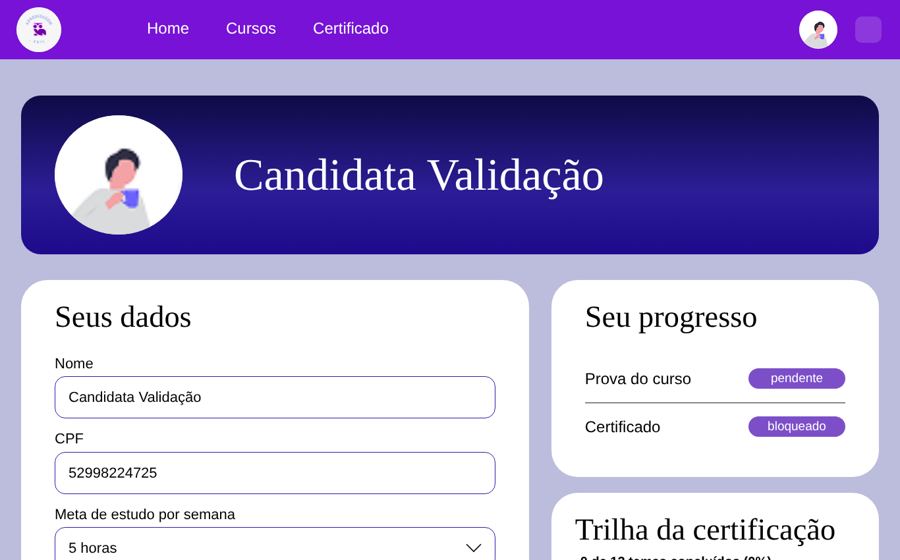 Home Cursos Certificado
Candidata Validação
Seus dados
Nome
Candidata Validação
CPF
52998224725
Meta de estudo por semana
5 horas
Seu progresso
Prova do curso pendente
Certificado bloqueado
Trilha da certificação